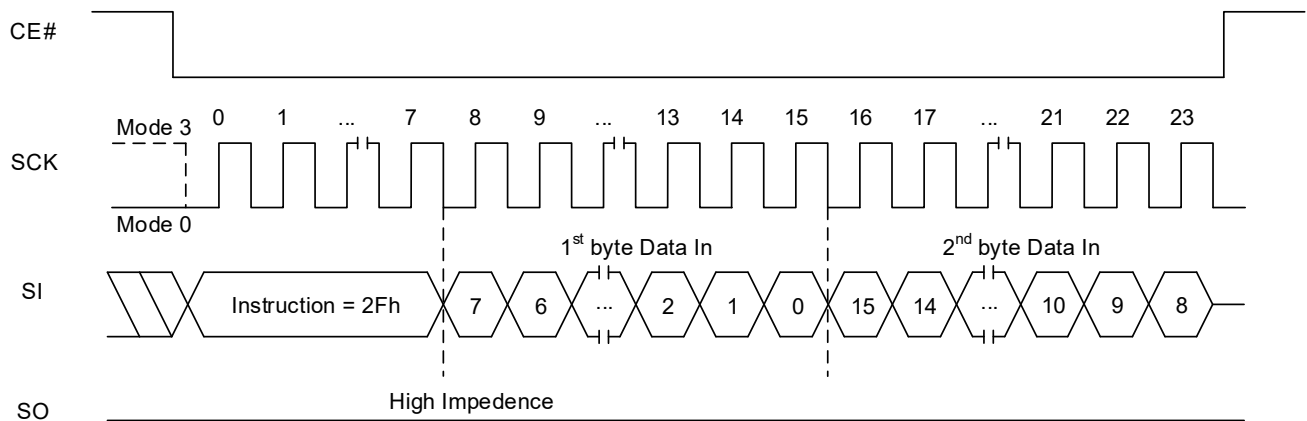 CE#
0 1 ... 7 8 9 ... 13 14 15 16 17 ... 21 22 23
Mode 3
SCK
Mode 0
1st byte Data In 2nd byte Data In
SI Instruction = 2Fh 7 6 ... 2 1 0 15 14 ... 10 9 8
High Impedence
SO